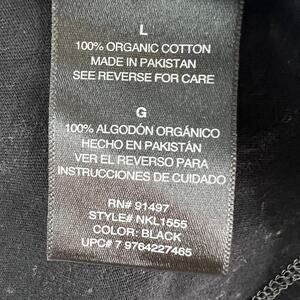 L
100% ORGANIC COTTON
MADE IN PAKISTAN
SEE REVERSE FOR CARE
G
100% ALGODÓN ORGÁNICO
HECHO EN PAKISTÁN
VER EL REVERSO PARA
INSTRUCCIONES DE CUIDADO
RN# 91497
STYLE# NKL1555
COLOR: BLACK
UPC# 7 9764227465